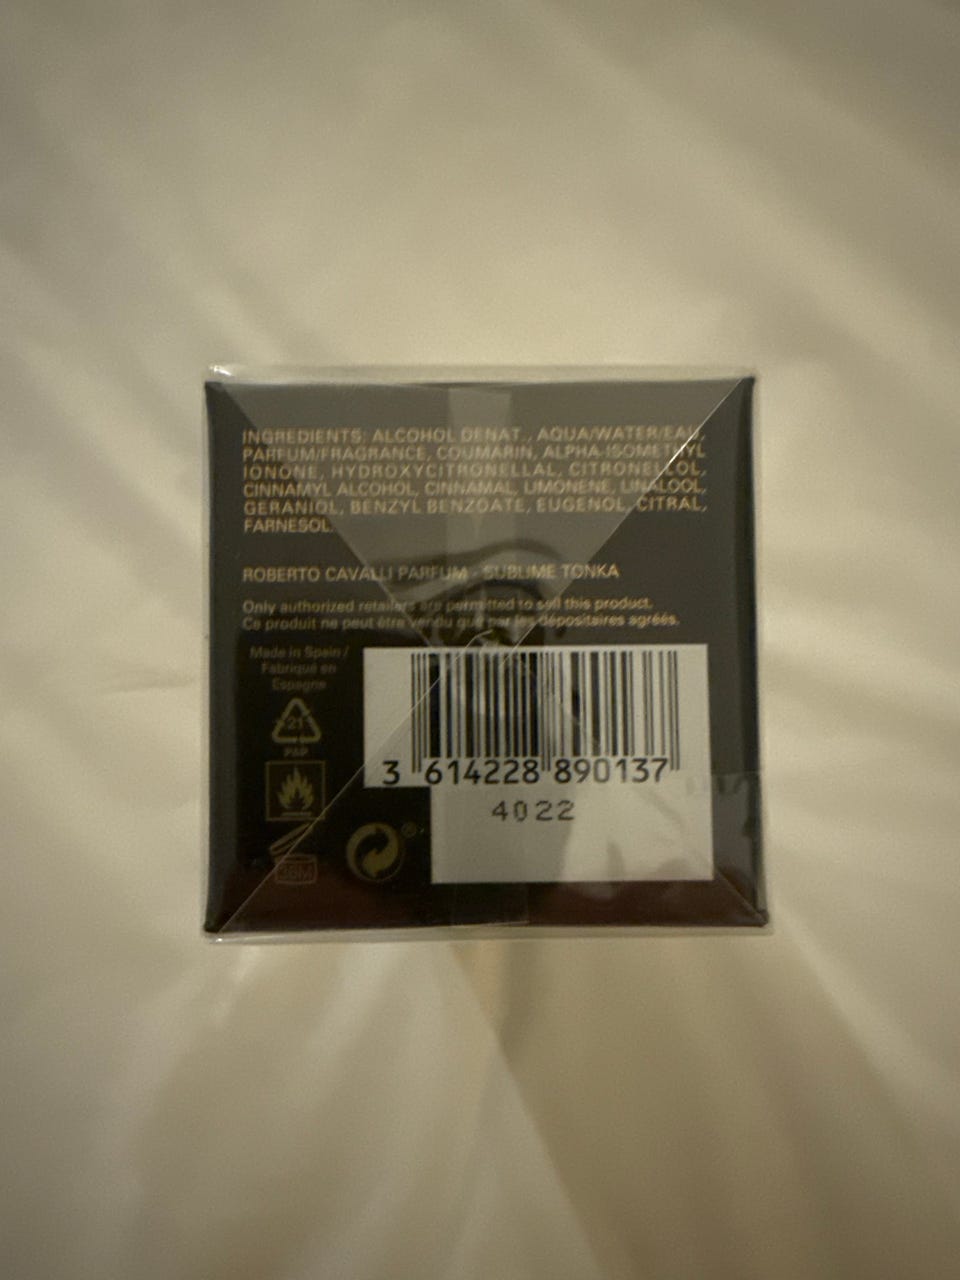 INGREDIENTS: ALCOHOL DENAT., AQUA/WATER/EAU,
PARFUM/FRAGRANCE, COUMARIN, ALPHA-ISOMETHYL
IONONE, HYDROXYCITRONELLAL, CITRONELLOL,
CINNAMYL ALCOHOL, CINNAMAL, LIMONENE, LINALOOL,
GERANIOL, BENZYL BENZOATE, EUGENOL, CITRAL,
FARNESOL.
ROBERTO CAVALLI PARFUM - SUBLIME TONKA
Only authorized retailers are permitted to sell this product.
Ce produit ne peut être vendu que par les dépositaires agréés.
Made in Spain /
Fabriqué en
Espagne
21
PAP
3 614228 890137
4022
®
36M